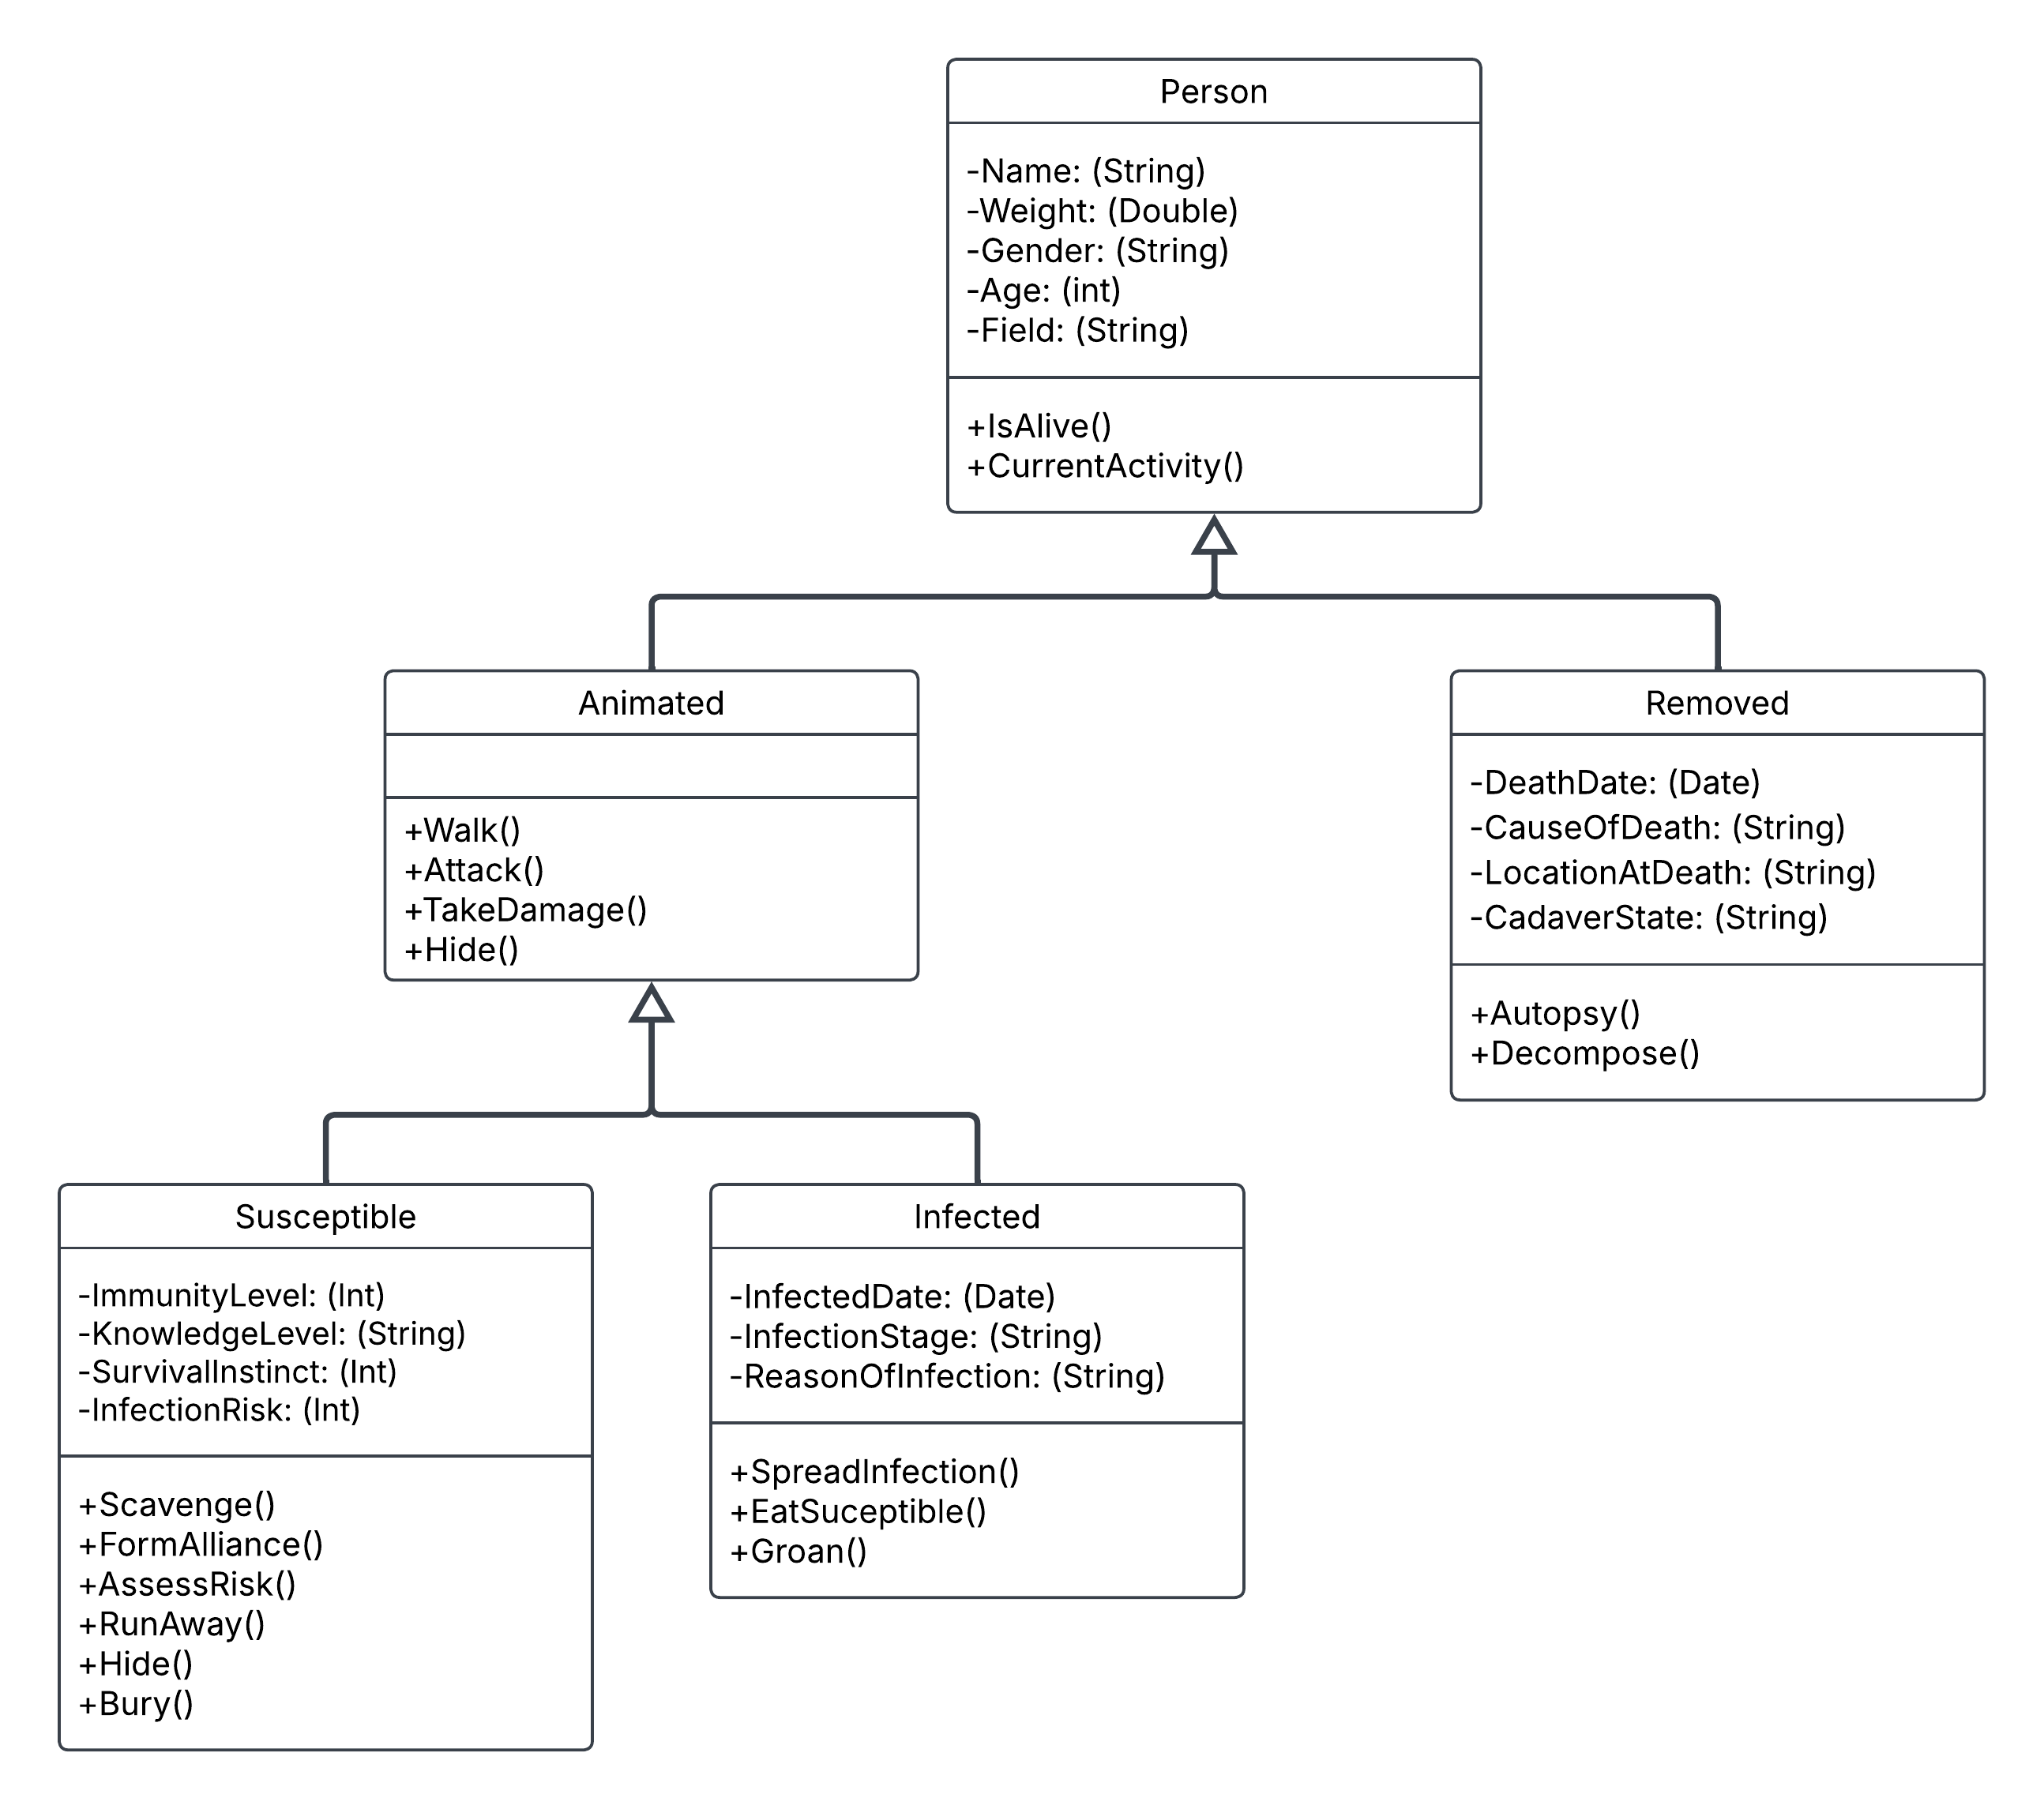 Person
-Name: (String)
-Weight: (Double)
-Gender: (String)
-Age: (int)
-Field: (String)
+IsAlive()
+CurrentActivity()
Animated
+Walk()
+Attack()
+TakeDamage()
+Hide()
Removed
-DeathDate: (Date)
-CauseOfDeath: (String)
-LocationAtDeath: (String)
-CadaverState: (String)
+Autopsy()
+Decompose()
Susceptible
-ImmunityLevel: (Int)
-KnowledgeLevel: (String)
-SurvivalInstinct: (Int)
-InfectionRisk: (Int)
+Scavenge()
+FormAlliance()
+AssessRisk()
+RunAway()
+Hide()
+Bury()
Infected
-InfectedDate: (Date)
-InfectionStage: (String)
-ReasonOfInfection: (String)
+SpreadInfection()
+EatSuceptible()
+Groan()